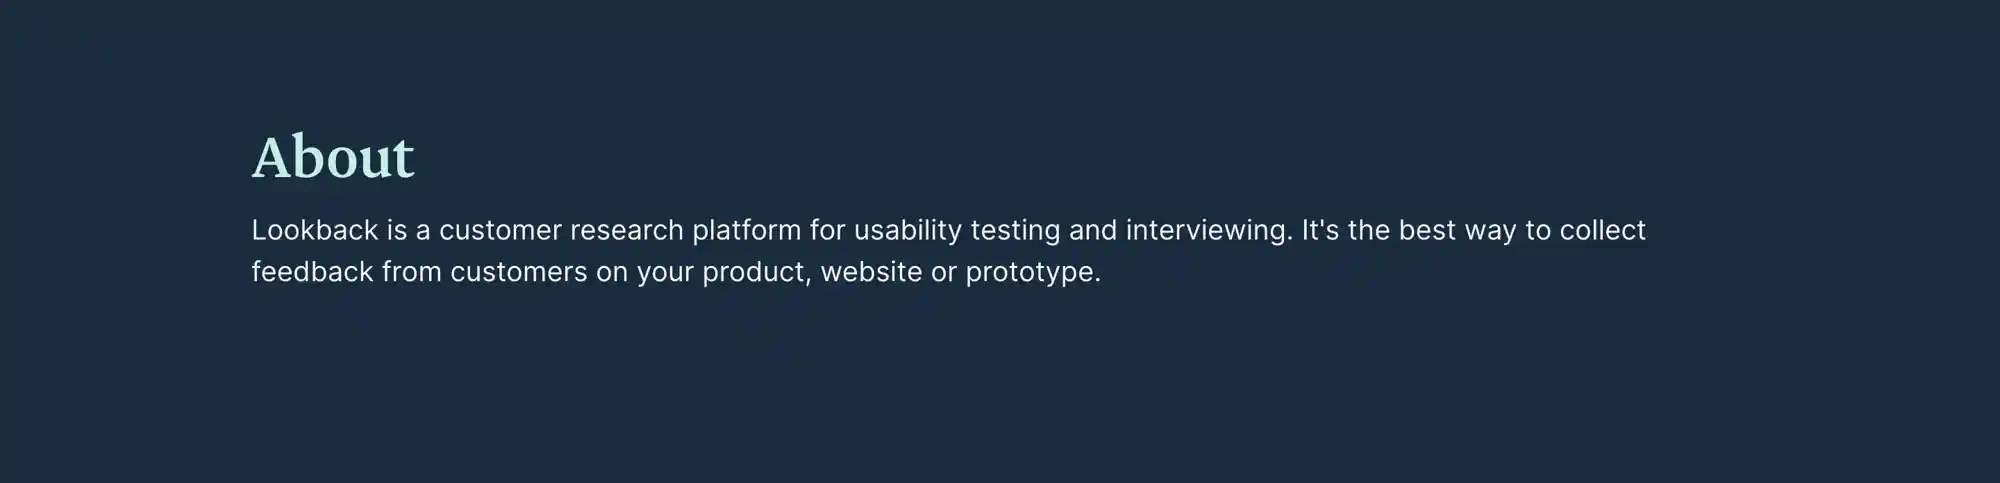 About
Lookback is a customer research platform for usability testing and interviewing. It's the best way to collect
feedback from customers on your product, website or prototype.